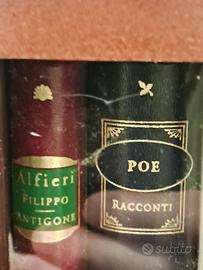 Alfieri
FILIPPO
ANTIGONE
POE
RACCONTI
subito